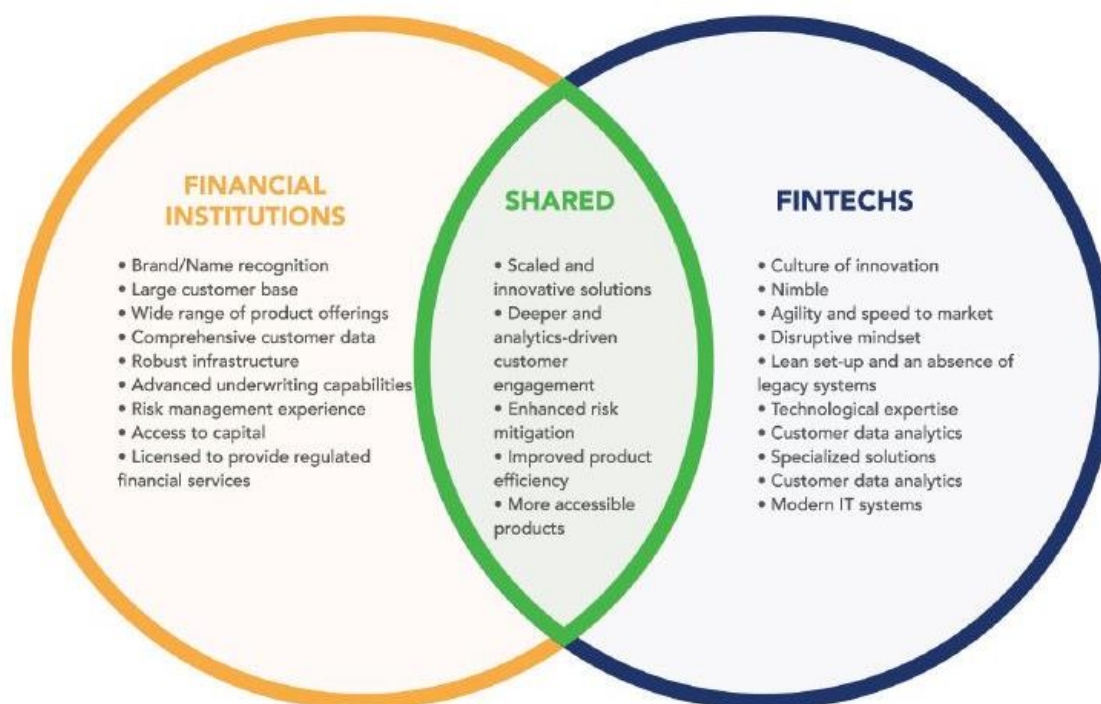 FINANCIAL
INSTITUTIONS
• Brand/Name recognition
• Large customer base
• Wide range of product offerings
• Comprehensive customer data
• Robust infrastructure
• Advanced underwriting capabilities
• Risk management experience
• Access to capital
• Licensed to provide regulated
financial services
SHARED
• Scaled and
innovative solutions
• Deeper and
analytics-driven
customer
engagement
• Enhanced risk
mitigation
• Improved product
efficiency
• More accessible
products
FINTECHS
• Culture of innovation
• Nimble
• Agility and speed to market
• Disruptive mindset
• Lean set-up and an absence of
legacy systems
• Technological expertise
• Customer data analytics
• Specialized solutions
• Customer data analytics
• Modern IT systems